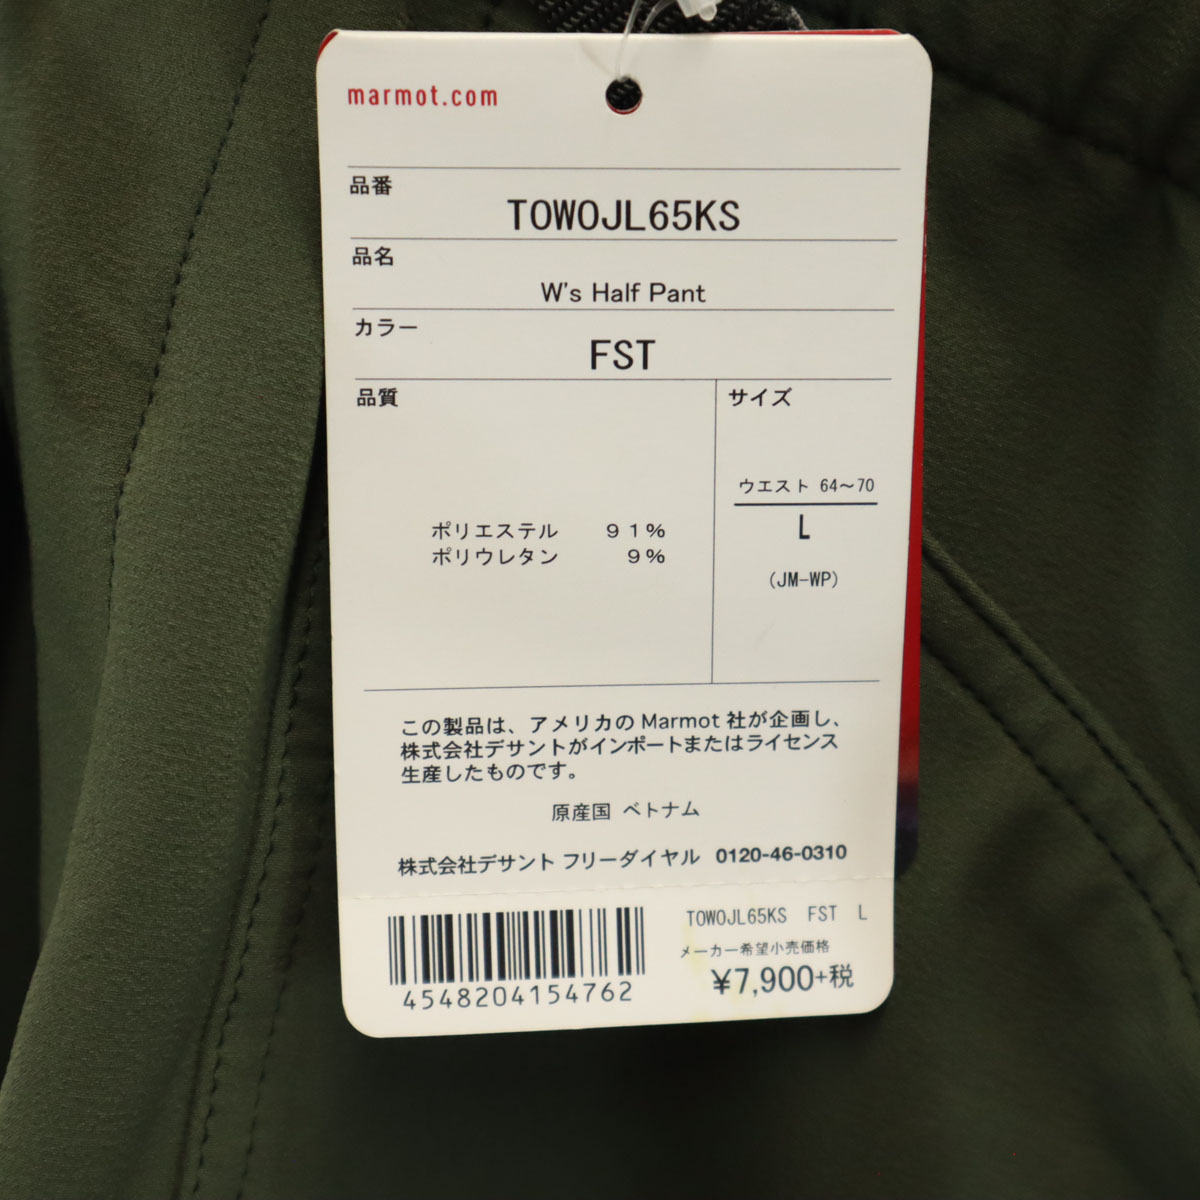 marmot.com
品番
TOWOJL65KS
品名
W's Half Pant
カラー
FST
品質
ポリエステル 91%
ポリウレタン 9%
サイズ
ウエスト 64~70
L
(JM-WP)
この製品は、アメリカのMarmot社が企画し、
株式会社デサントがインポートまたはライセンス
生産したものです。
原産国 ベトナム
株式会社デサント フリーダイヤル 0120-46-0310
4548204154762
TOWOJL65KS FST L
メーカー希望小売価格
¥7,900+税